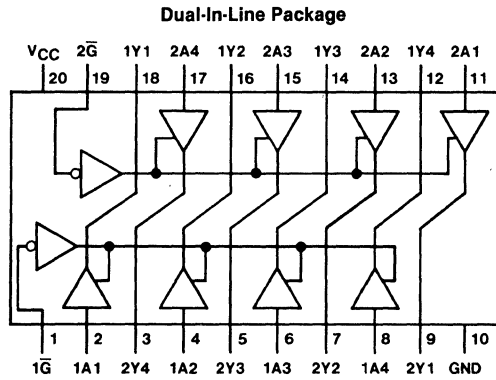 Dual-In-Line Package
VCC 2G̅ 1Y1 2A4 1Y2 2A3 1Y3 2A2 1Y4 2A1
20 19 18 17 16 15 14 13 12 11
1 2 3 4 5 6 7 8 9 10
1G̅ 1A1 2Y4 1A2 2Y3 1A3 2Y2 1A4 2Y1 GND